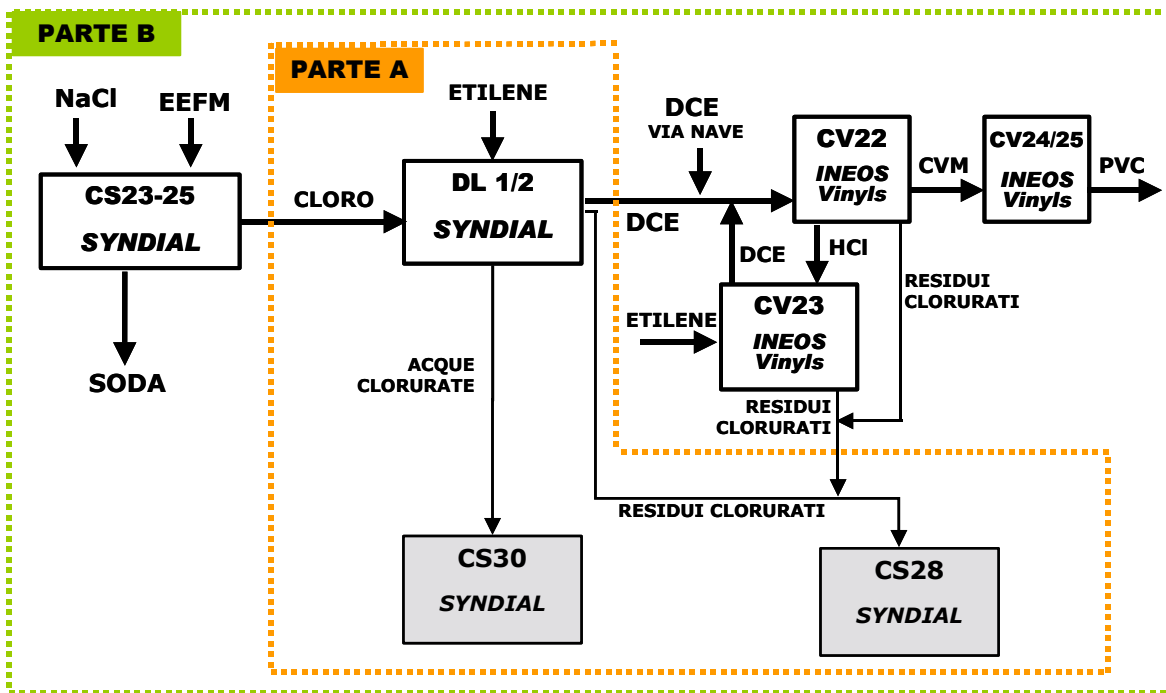 PARTE B
PARTE A
NaCl
EEFM
ETILENE
DCE
VIA NAVE
CS23-25
SYNDIAL
CLORO
DL 1/2
SYNDIAL
DCE
CV22
INEOS
Vinyls
CVM
CV24/25
INEOS
Vinyls
PVC
DCE
HCl
RESIDUI
CLORURATI
ETILENE
CV23
INEOS
Vinyls
SODA
ACQUE
CLORURATE
RESIDUI
CLORURATI
RESIDUI CLORURATI
CS30
SYNDIAL
CS28
SYNDIAL